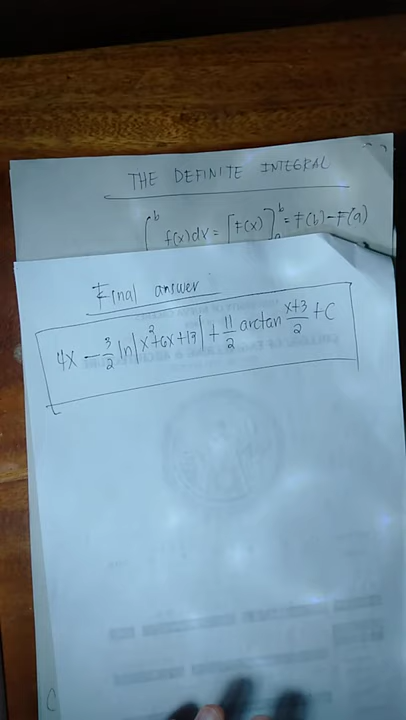 THE DEFINITE INTEGRAL
∫ᵇ f(x)dx = [F(x)]ᵇₐ = F(b) - F(a)
Final answer
4x - 3/2 ln|x²+6x+13| + 11/2 arctan x+3/2 + C
C